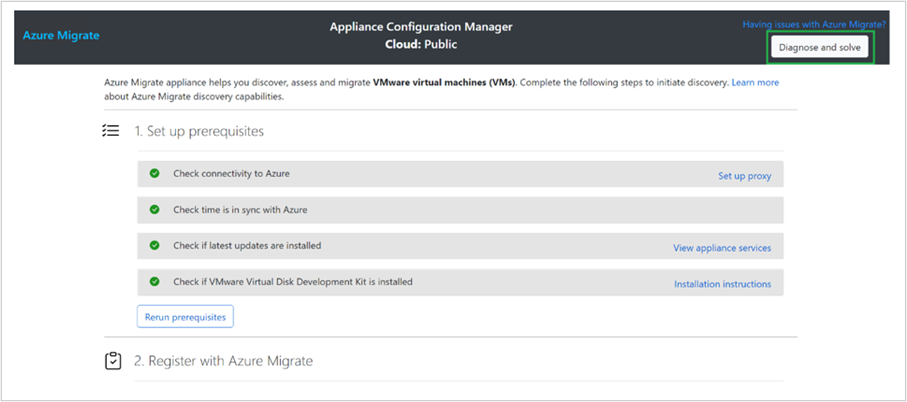 Azure Migrate
Appliance Configuration Manager
Cloud: Public
Having issues with Azure Migrate?
Diagnose and solve
Azure Migrate appliance helps you discover, assess and migrate VMware virtual machines (VMs). Complete the following steps to initiate discovery. Learn more
about Azure Migrate discovery capabilities.
1. Set up prerequisites
Check connectivity to Azure
Set up proxy
Check time is in sync with Azure
Check if latest updates are installed
View appliance services
Check if VMware Virtual Disk Development Kit is installed
Installation instructions
Rerun prerequisites
2. Register with Azure Migrate